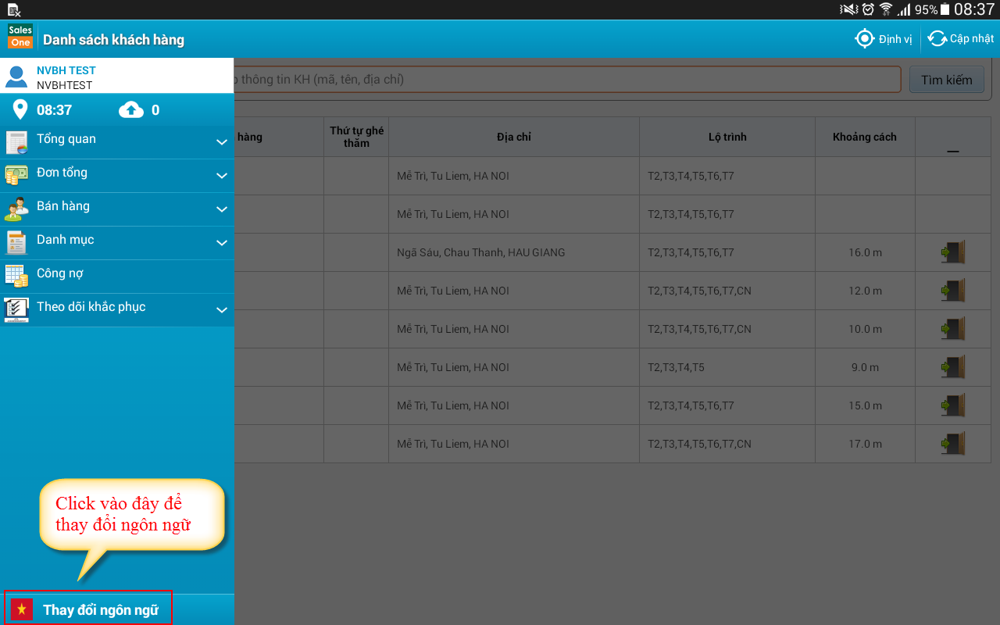 95% 08:37
Sales One
Danh sách khách hàng
Định vị
Cập nhật
NVBH TEST
NVBHTEST
thông tin KH (mã, tên, địa chỉ)
Tìm kiếm
08:37
0
Tổng quan
Đơn tổng
Bán hàng
Danh mục
Công nợ
Theo dõi khắc phục
hàng Thứ tự ghé thăm Địa chỉ Lộ trình Khoảng cách
Mễ Trì, Tu Liem, HA NOI T2,T3,T4,T5,T6,T7
Mễ Trì, Tu Liem, HA NOI T2,T3,T4,T5,T6,T7
Ngã Sáu, Chau Thanh, HAU GIANG T2,T3,T4,T5,T6,T7 16.0 m
Mễ Trì, Tu Liem, HA NOI T2,T3,T4,T5,T6,T7,CN 12.0 m
Mễ Trì, Tu Liem, HA NOI T2,T3,T4,T5,T6,T7,CN 10.0 m
Mễ Trì, Tu Liem, HA NOI T2,T3,T4,T5 9.0 m
Mễ Trì, Tu Liem, HA NOI T2,T3,T4,T5,T6,T7 15.0 m
Mễ Trì, Tu Liem, HA NOI T2,T3,T4,T5,T6,T7,CN 17.0 m
Click vào đây để
thay đổi ngôn ngữ
Thay đổi ngôn ngữ